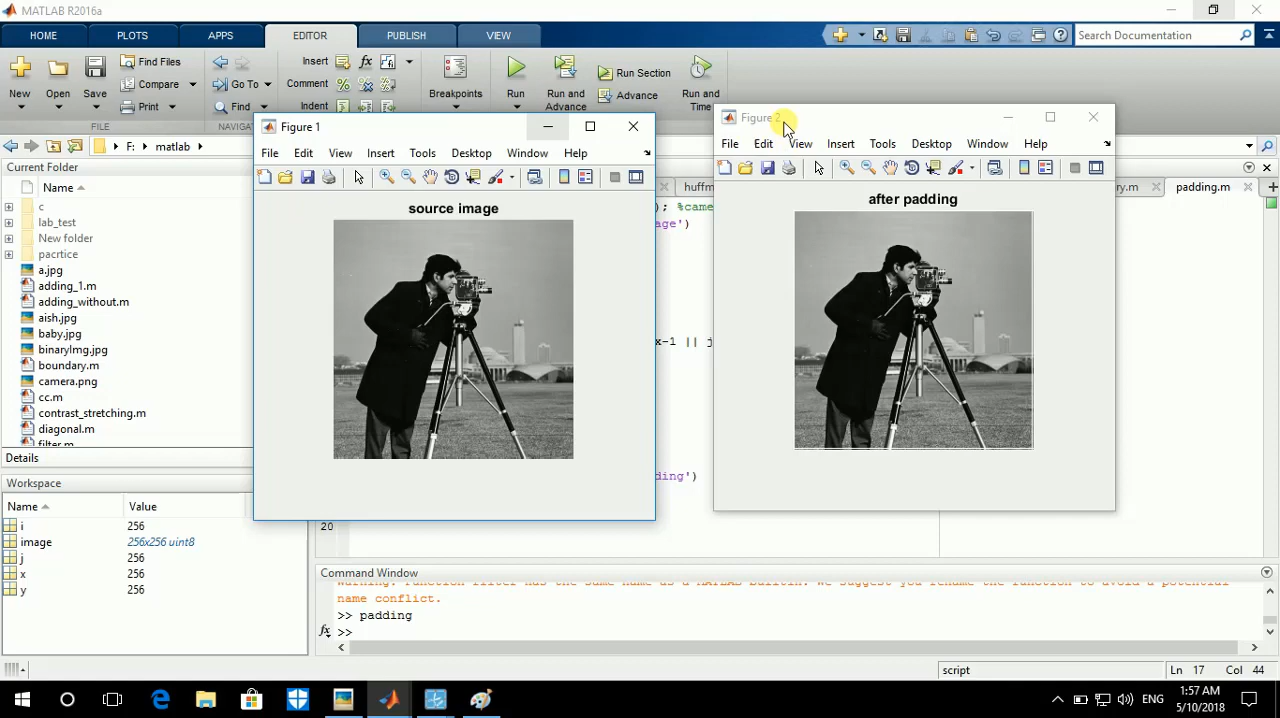 MATLAB R2016a
HOME PLOTS APPS EDITOR PUBLISH VIEW Search Documentation
New Open Save Find Files Compare Print Go To Find Insert Comment Indent Breakpoints Run Run and Advance Run Section Advance Run and Time
FILE
F: matlab
Current Folder
Name
c
lab_test
New folder
pacrtice
a.jpg
adding_1.m
adding_without.m
aish.jpg
baby.jpg
binaryImg.jpg
boundary.m
camera.png
cc.m
contrast_stretching.m
diagonal.m
filter.m
Details
Workspace
Name Value
i 256
image 256x256 uint8
j 256
x 256
y 256
Figure 1
File Edit View Insert Tools Desktop Window Help
source image
Figure 2
File Edit View Insert Tools Desktop Window Help
after padding
padding.m
x-1 || j
20
Command Window
name conflict.
>> padding
fx >>
script Ln 17 Col 44
ENG 1:57 AM
5/10/2018